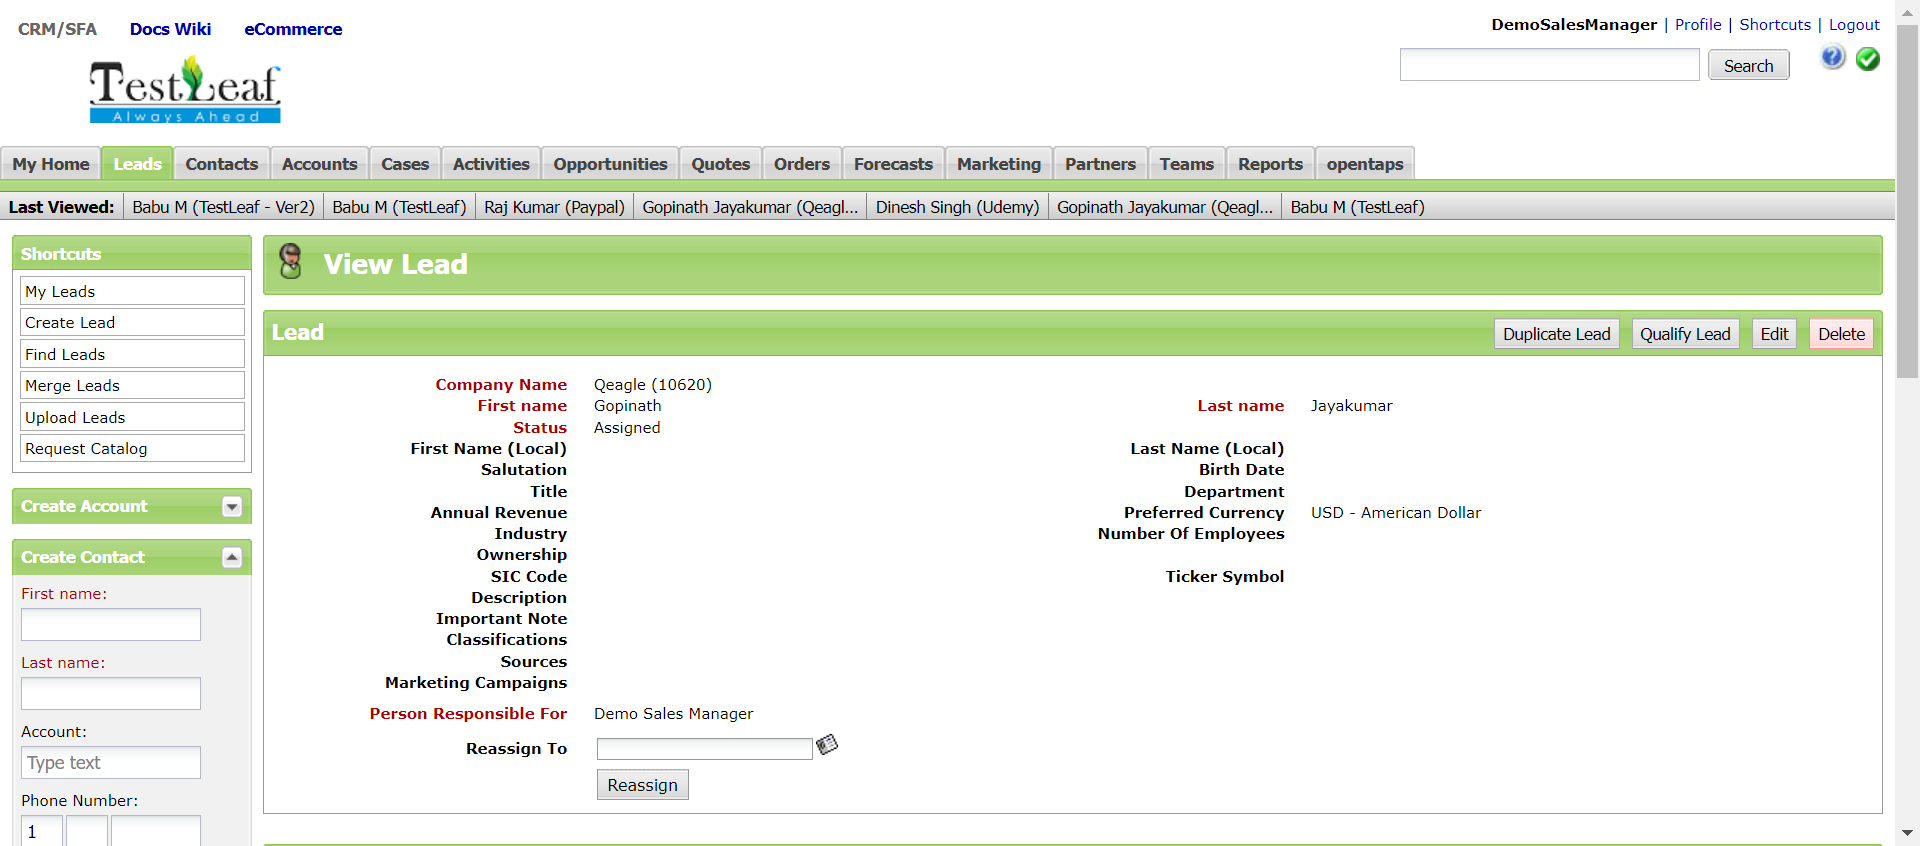 CRM/SFA Docs Wiki eCommerce
DemoSalesManager | Profile | Shortcuts | Logout
Search
TestLeaf
Always Ahead
My Home Leads Contacts Accounts Cases Activities Opportunities Quotes Orders Forecasts Marketing Partners Teams Reports opentaps
Last Viewed: Babu M (TestLeaf - Ver2) Babu M (TestLeaf) Raj Kumar (Paypal) Gopinath Jayakumar (Qeagl... Dinesh Singh (Udemy) Gopinath Jayakumar (Qeagl... Babu M (TestLeaf)
Shortcuts
My Leads
Create Lead
Find Leads
Merge Leads
Upload Leads
Request Catalog
Create Account
Create Contact
First name:
Last name:
Account:
Type text
Phone Number:
1
View Lead
Lead
Duplicate Lead Qualify Lead Edit Delete
Company Name Qeagle (10620)
First name Gopinath Last name Jayakumar
Status Assigned
First Name (Local) Last Name (Local)
Salutation Birth Date
Title Department
Annual Revenue Preferred Currency USD - American Dollar
Industry Number Of Employees
Ownership
SIC Code Ticker Symbol
Description
Important Note
Classifications
Sources
Marketing Campaigns
Person Responsible For Demo Sales Manager
Reassign To
Reassign